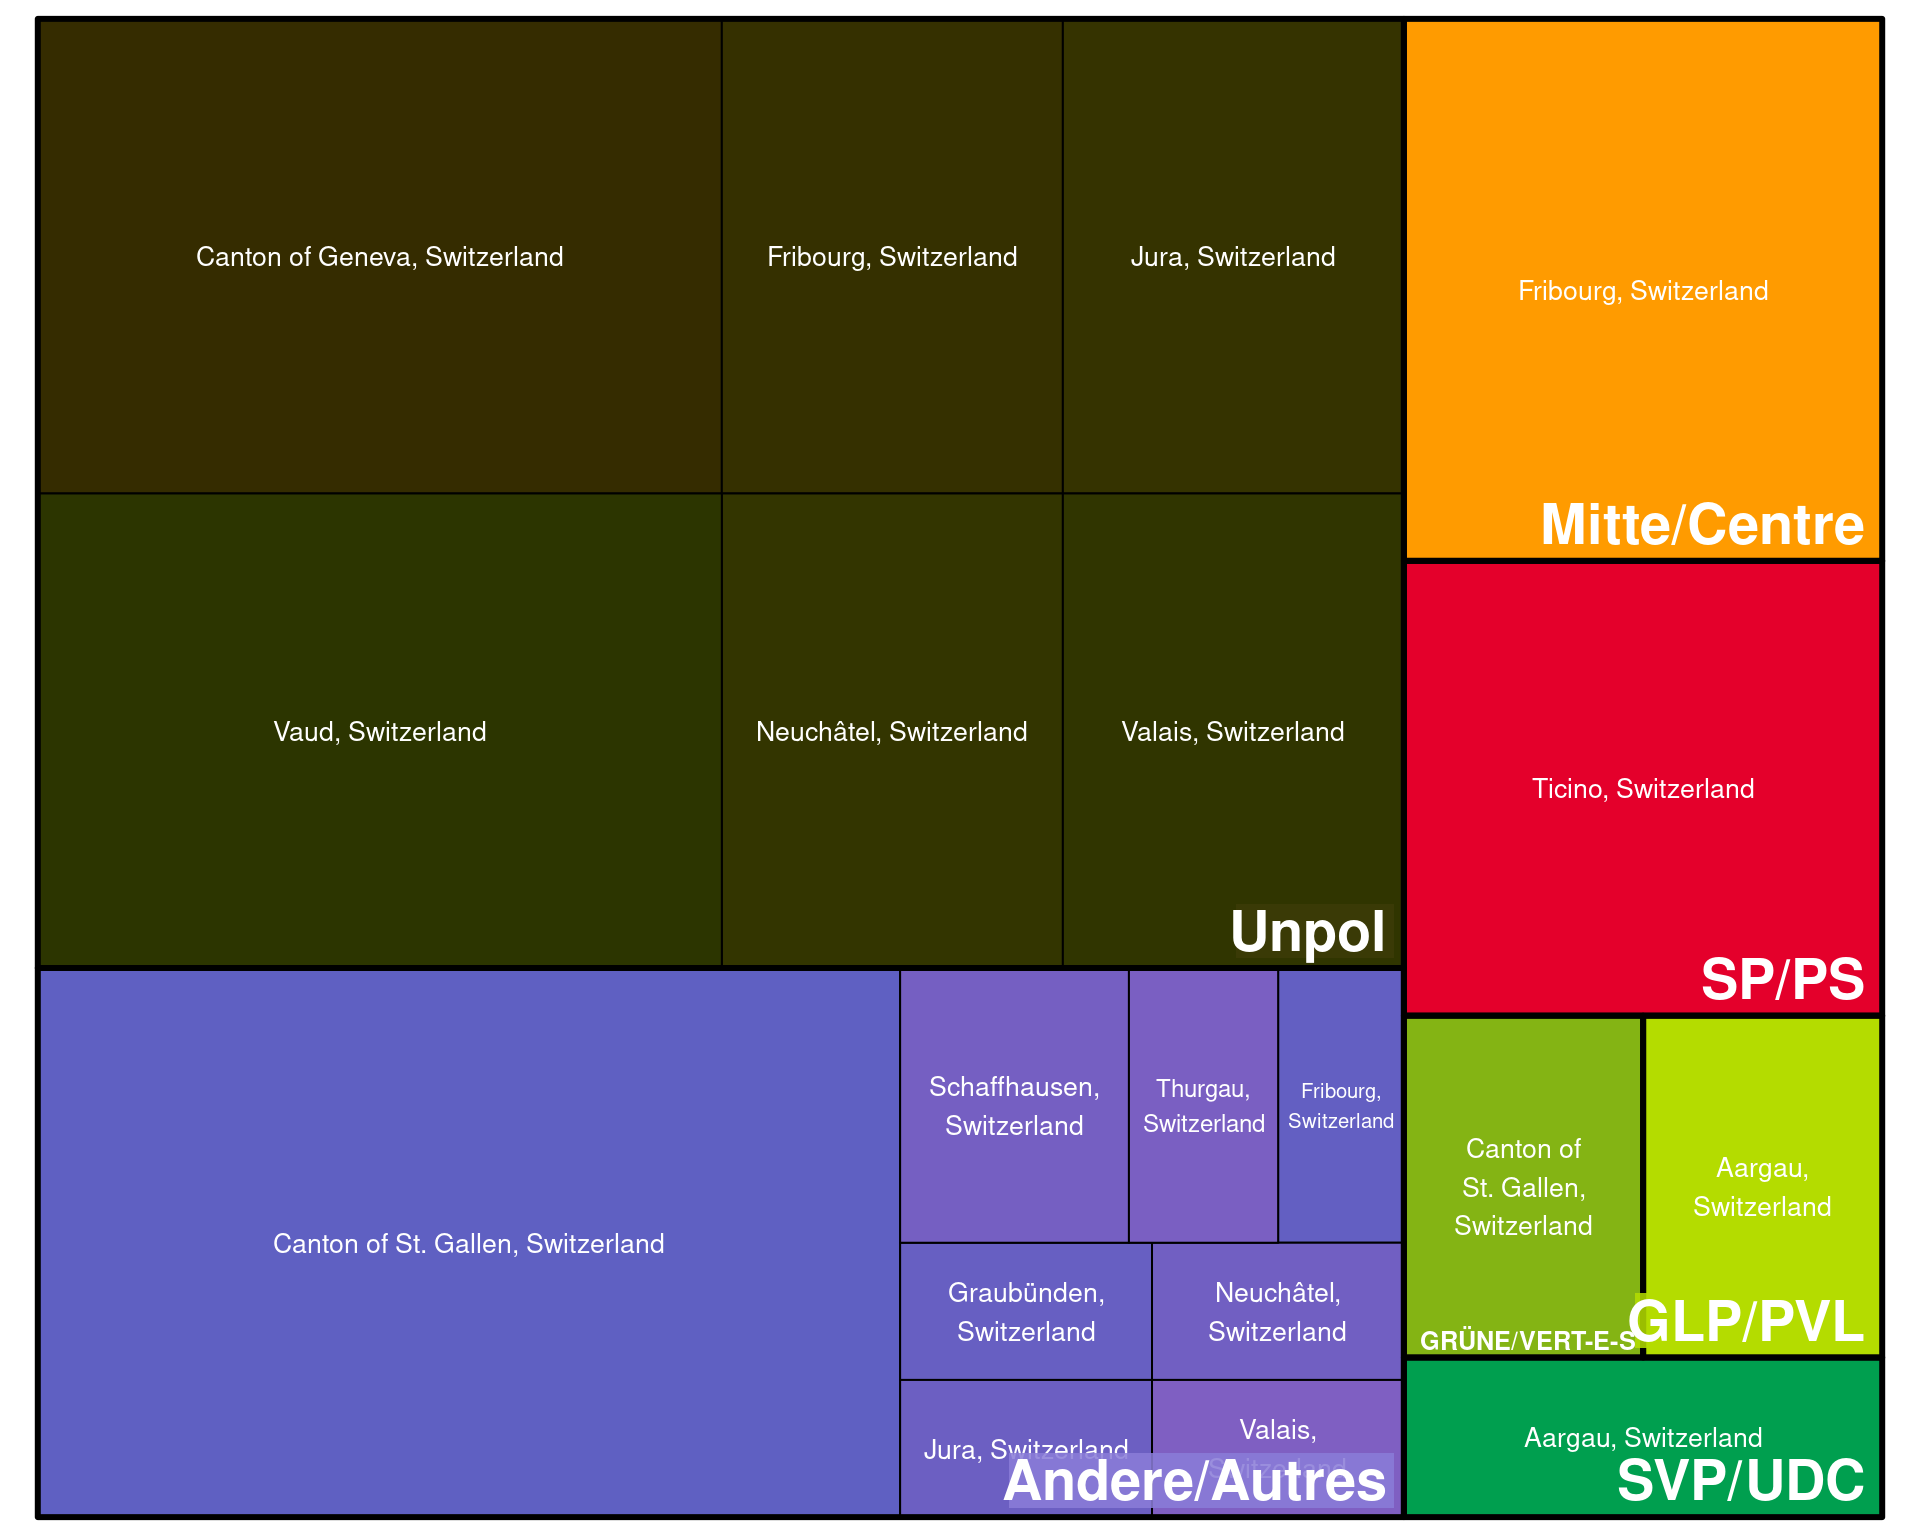 Canton of Geneva, Switzerland
Fribourg, Switzerland
Jura, Switzerland
Vaud, Switzerland
Neuchâtel, Switzerland
Valais, Switzerland
Unpol
Canton of St. Gallen, Switzerland
Schaffhausen,
Switzerland
Thurgau,
Switzerland
Fribourg,
Switzerland
Graubünden,
Switzerland
Neuchâtel,
Switzerland
Jura, Switzerland
Valais,
Switzerland
Andere/Autres
Fribourg, Switzerland
Mitte/Centre
Ticino, Switzerland
SP/PS
Canton of
St. Gallen,
Switzerland
GRÜNE/VERT-E-S
Aargau,
Switzerland
GLP/PVL
Aargau, Switzerland
SVP/UDC